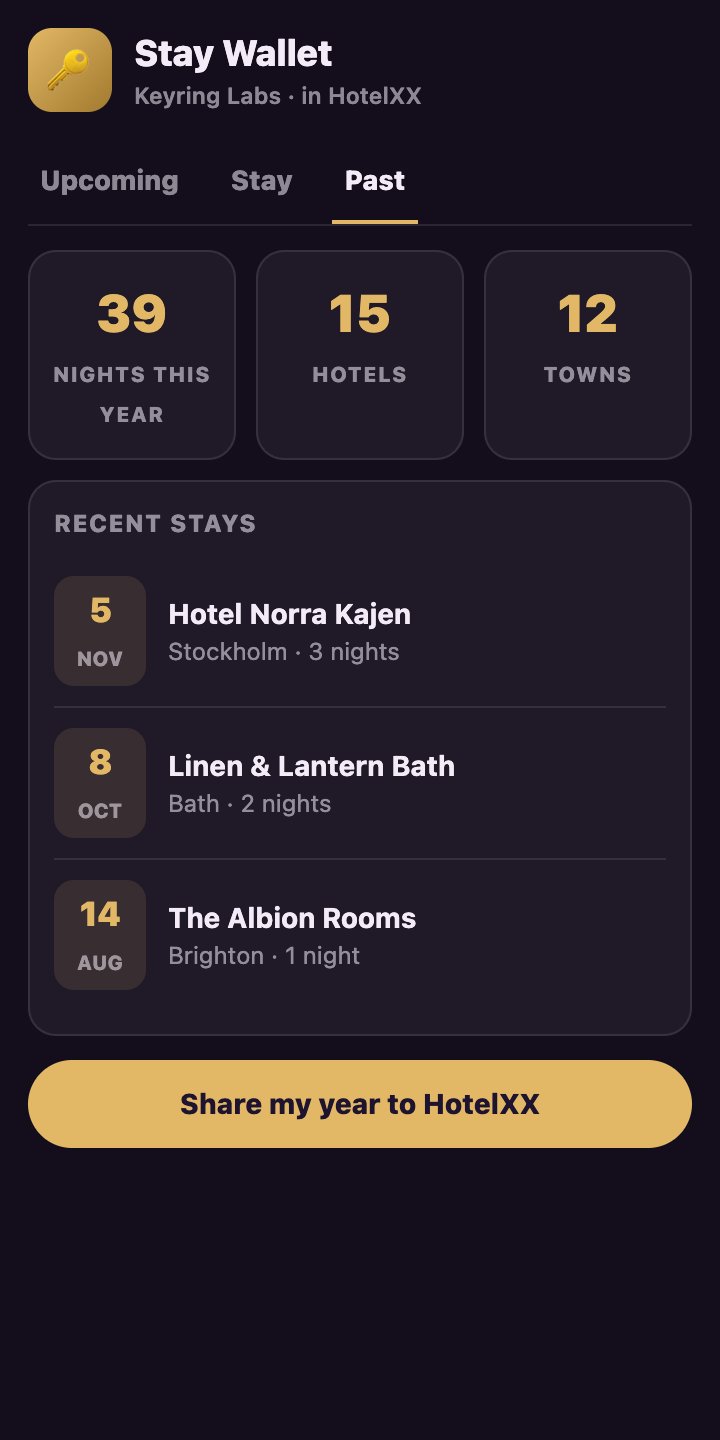 Stay Wallet
Keyring Labs · in HotelXX
Upcoming Stay Past
39
NIGHTS THIS
YEAR
15
HOTELS
12
TOWNS
RECENT STAYS
5
NOV
Hotel Norra Kajen
Stockholm · 3 nights
8
OCT
Linen & Lantern Bath
Bath · 2 nights
14
AUG
The Albion Rooms
Brighton · 1 night
Share my year to HotelXX